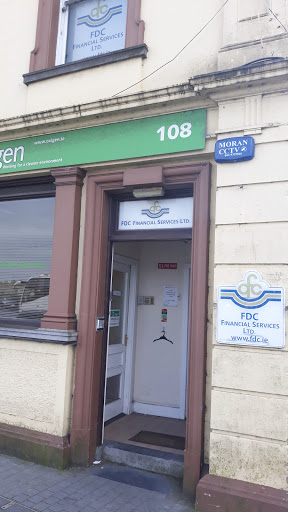 FDC
FINANCIAL SERVICES
LTD.
www.oxigen.ie
gen
Working for a cleaner environment
108
MORAN
CCTV
FDC FINANCIAL SERVICES LTD.
FDC
FINANCIAL SERVICES
LTD.
www.fdc.ie